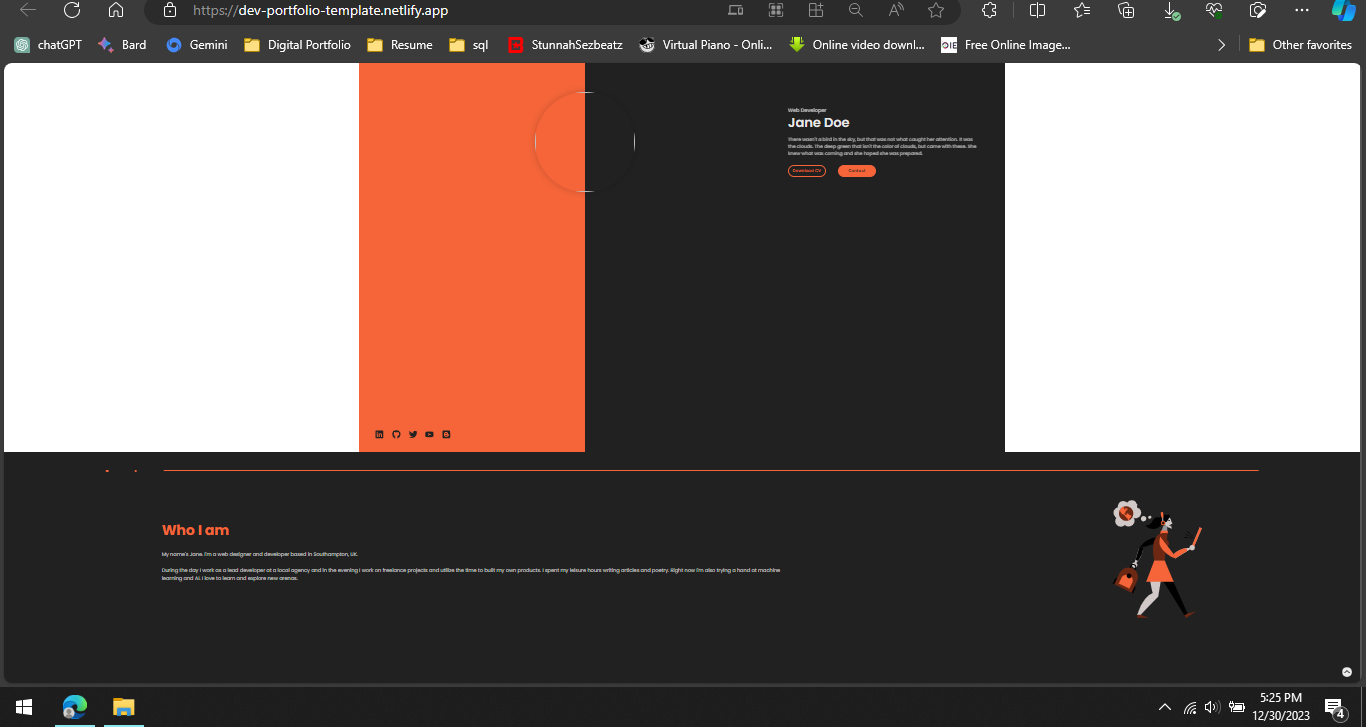 https://dev-portfolio-template.netlify.app
chatGPT
Bard
Gemini
Digital Portfolio
Resume
sql
StunnahSezbeatz
Virtual Piano - Onli...
Online video downl...
Free Online Image...
Other favorites
Web Developer
Jane Doe
There wasn't a bird in the sky, but that was not what caught her attention. It was
the clouds. The deep green that isn't the color of clouds, but came with these. She
knew what was coming and she hoped she was prepared.
Download CV
Contact
Who I am
My name's Jane. I'm a web designer and developer based in Southampton, UK.
During the day I work as a lead developer at a local agency and in the evening I work on freelance projects and utilise the time to built my own products. I spent my leisure hours writing articles and poetry. Right now I'm also trying a hand at machine
learning and AI. I love to learn and explore new arenas.
5:25 PM
12/30/2023
4